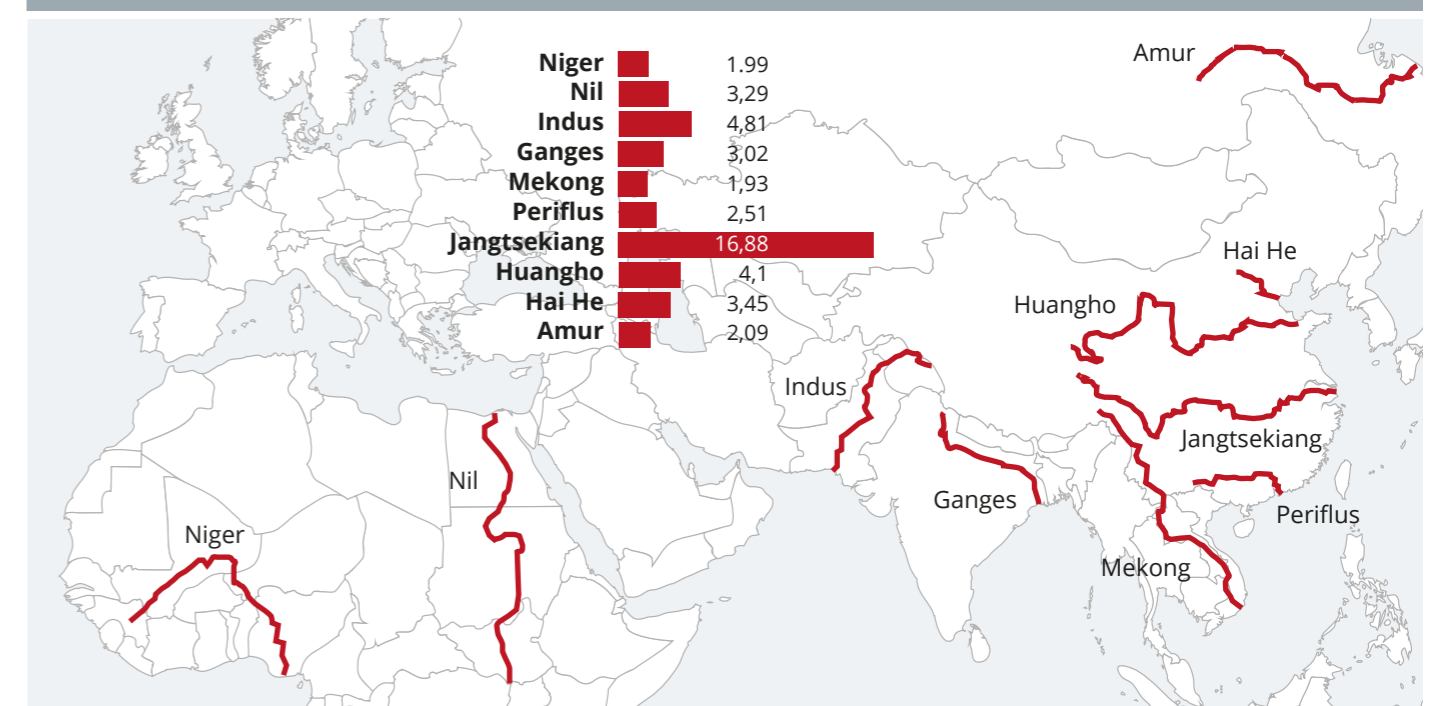 Niger 1.99
Nil 3,29
Indus 4,81
Ganges 3,02
Mekong 1,93
Periflus 2,51
Jangtsekiang 16,88
Huangho 4,1
Hai He 3,45
Amur 2,09
Amur
Hai He
Huangho
Indus
Jangtsekiang
Nil
Ganges
Periflus
Niger
Mekong